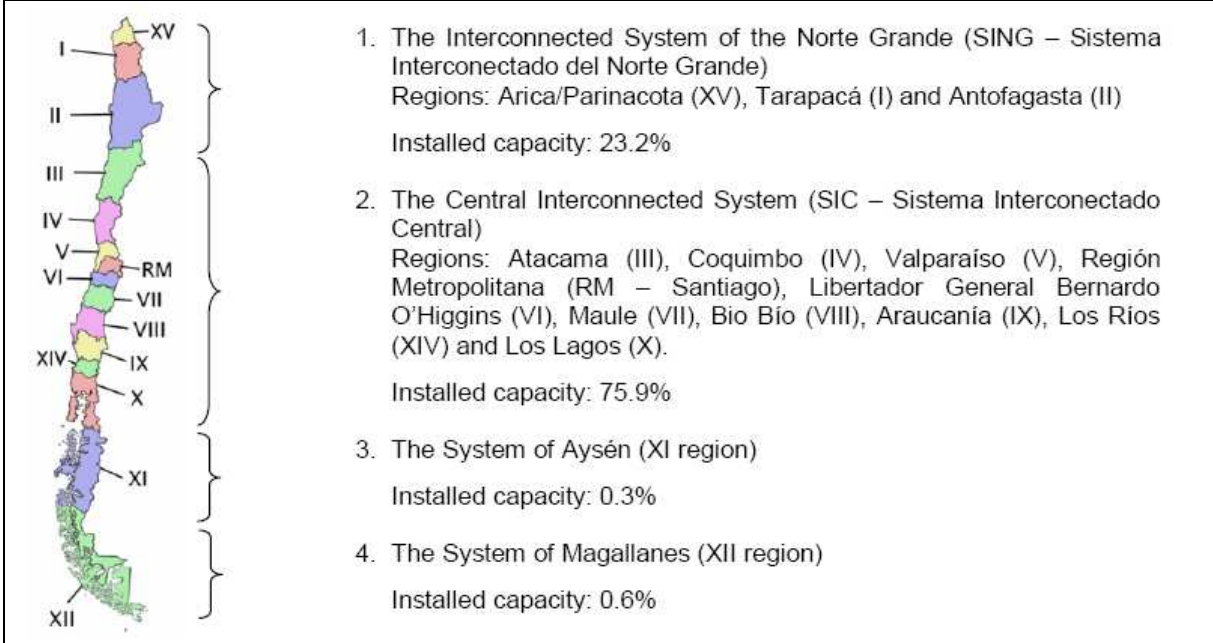 XV
I
II
III
IV
V
RM
VI
VII
VIII
XIV
IX
X
XI
XII
1. The Interconnected System of the Norte Grande (SING – Sistema
Interconectado del Norte Grande)
Regions: Arica/Parinacota (XV), Tarapacá (I) and Antofagasta (II)
Installed capacity: 23.2%
2. The Central Interconnected System (SIC – Sistema Interconectado
Central)
Regions: Atacama (III), Coquimbo (IV), Valparaíso (V), Región
Metropolitana (RM – Santiago), Libertador General Bernardo
O'Higgins (VI), Maule (VII), Bio Bío (VIII), Araucanía (IX), Los Ríos
(XIV) and Los Lagos (X).
Installed capacity: 75.9%
3. The System of Aysén (XI region)
Installed capacity: 0.3%
4. The System of Magallanes (XII region)
Installed capacity: 0.6%